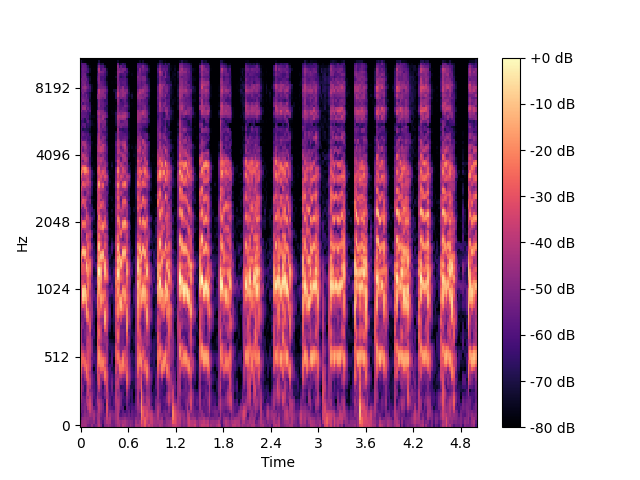 +0 dB
8192
-10 dB
4096
-20 dB
-30 dB
2048
-40 dB
Hz
1024
-50 dB
512
-60 dB
-70 dB
0
-80 dB
0 0.6 1.2 1.8 2.4 3 3.6 4.2 4.8
Time